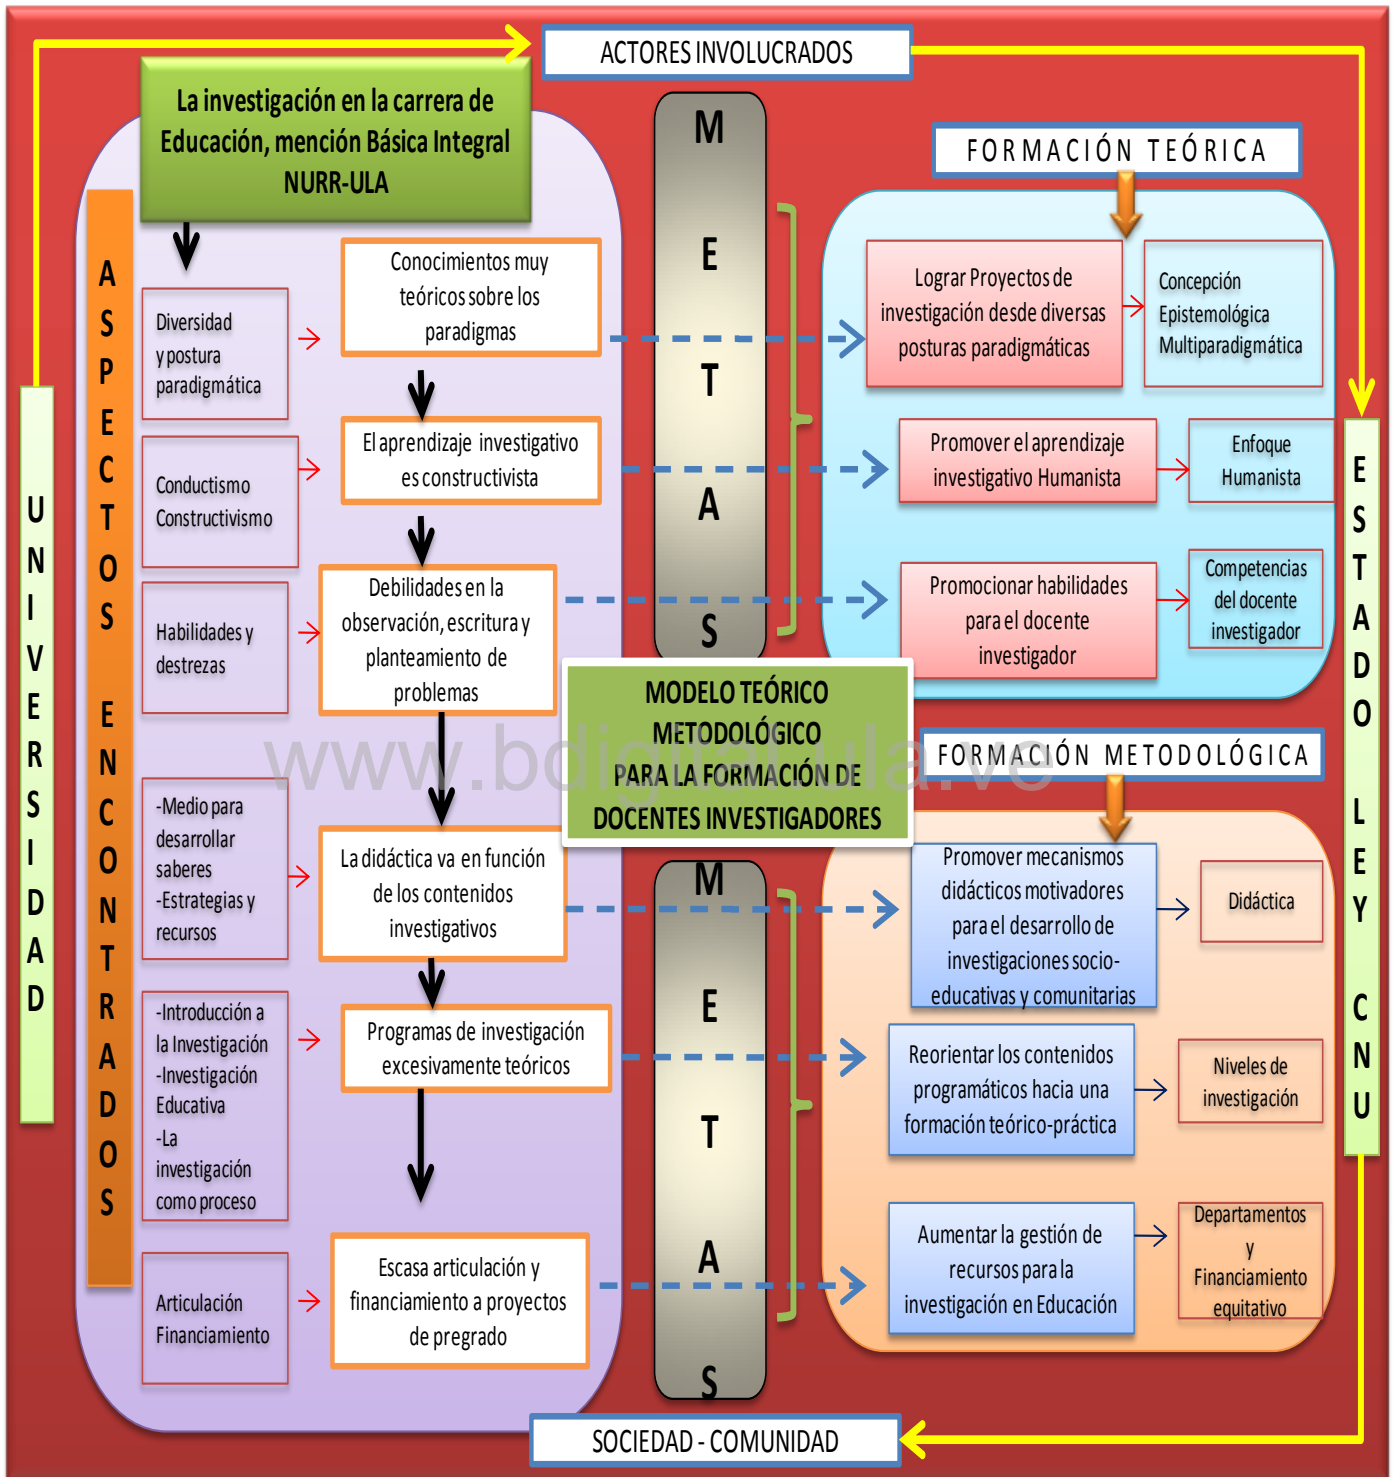 ACTORES INVOLUCRADOS
La investigación en la carrera de
Educación, mención Básica Integral
NURR-ULA
UNIVERSIDAD
ASPECTOS ENCONTRADOS
Diversidad
y postura
paradigmática
Conocimientos muy
teóricos sobre los
paradigmas
Conductismo
Constructivismo
El aprendizaje investigativo
es constructivista
Habilidades y
destrezas
Debilidades en la
observación, escritura y
planteamiento de
problemas
-Medio para
desarrollar
saberes
-Estrategias y
recursos
La didáctica va en función
de los contenidos
investigativos
-Introducción a
la Investigación
-Investigación
Educativa
-La
investigación
como proceso
Programas de investigación
excesivamente teóricos
Articulación
Financiamiento
Escasa articulación y
financiamiento a proyectos
de pregrado
METAS
MODELO TEÓRICO
METODOLÓGICO
PARA LA FORMACIÓN DE
DOCENTES INVESTIGADORES
METAS
FORMACIÓN TEÓRICA
Lograr Proyectos de
investigación desde diversas
posturas paradigmáticas
Concepción
Epistemológica
Multiparadigmática
Promover el aprendizaje
investigativo Humanista
Enfoque
Humanista
Promocionar habilidades
para el docente
investigador
Competencias
del docente
investigador
FORMACIÓN METODOLÓGICA
Promover mecanismos
didácticos motivadores
para el desarrollo de
investigaciones socio-
educativas y comunitarias
Didáctica
Reorientar los contenidos
programáticos hacia una
formación teórico-práctica
Niveles de
investigación
Aumentar la gestión de
recursos para la
investigación en Educación
Departamentos
y
Financiamiento
equitativo
ESTADO LEY CNU
SOCIEDAD - COMUNIDAD
www.bdigital.ula.ve